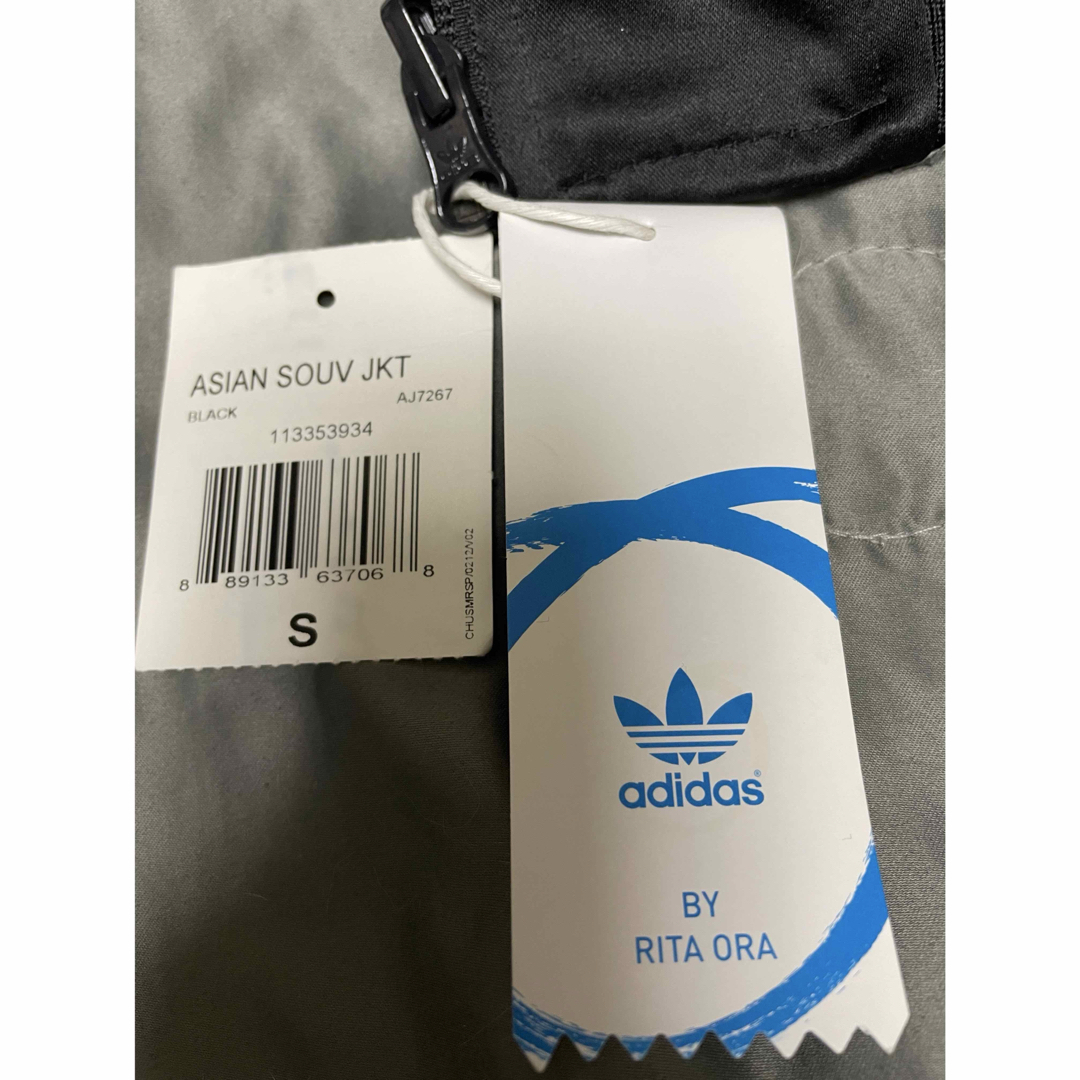 ASIAN SOUV JKT
BLACK
AJ7267
113353934
8 89133 63706 8
S
CHUSMRSP/0212/V02
adidas®
BY
RITA ORA